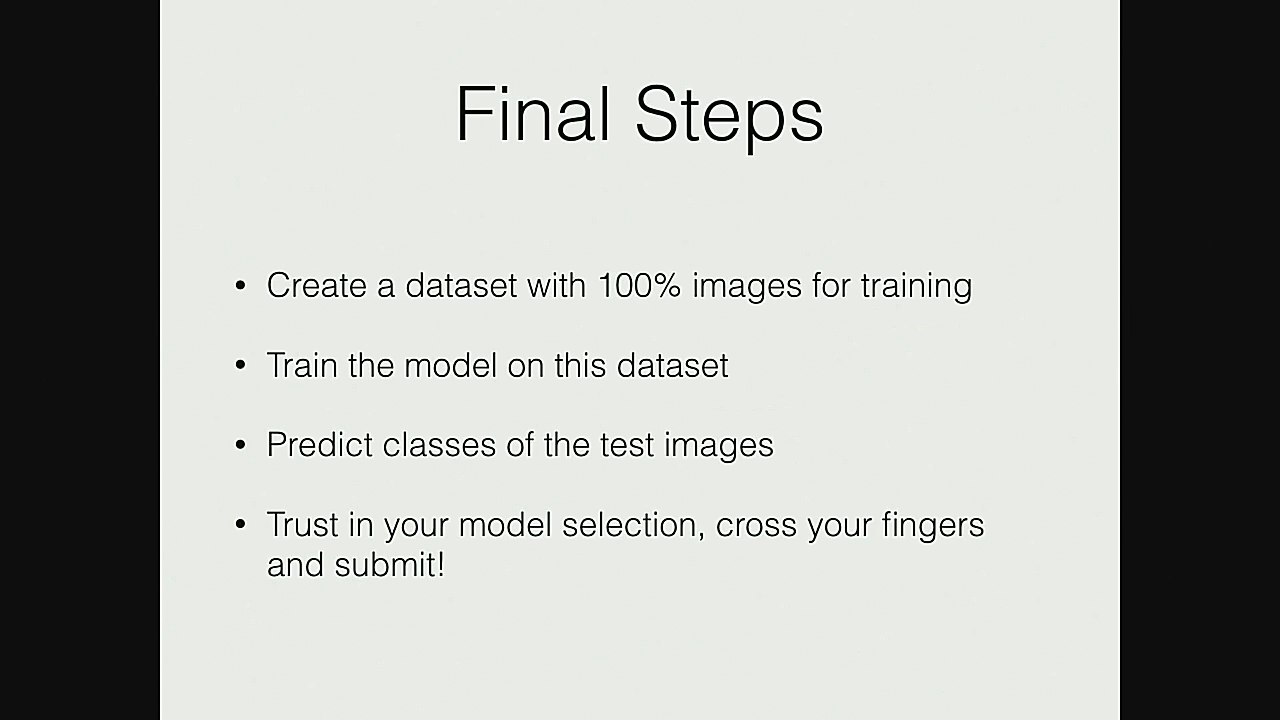 Final Steps
• Create a dataset with 100% images for training
• Train the model on this dataset
• Predict classes of the test images
• Trust in your model selection, cross your fingers
and submit!